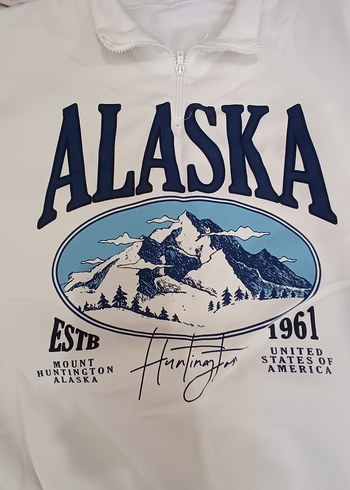 ALASKA
ESTB
1961
MOUNT
HUNTINGTON
ALASKA
Huntington
UNITED
STATES OF
AMERICA